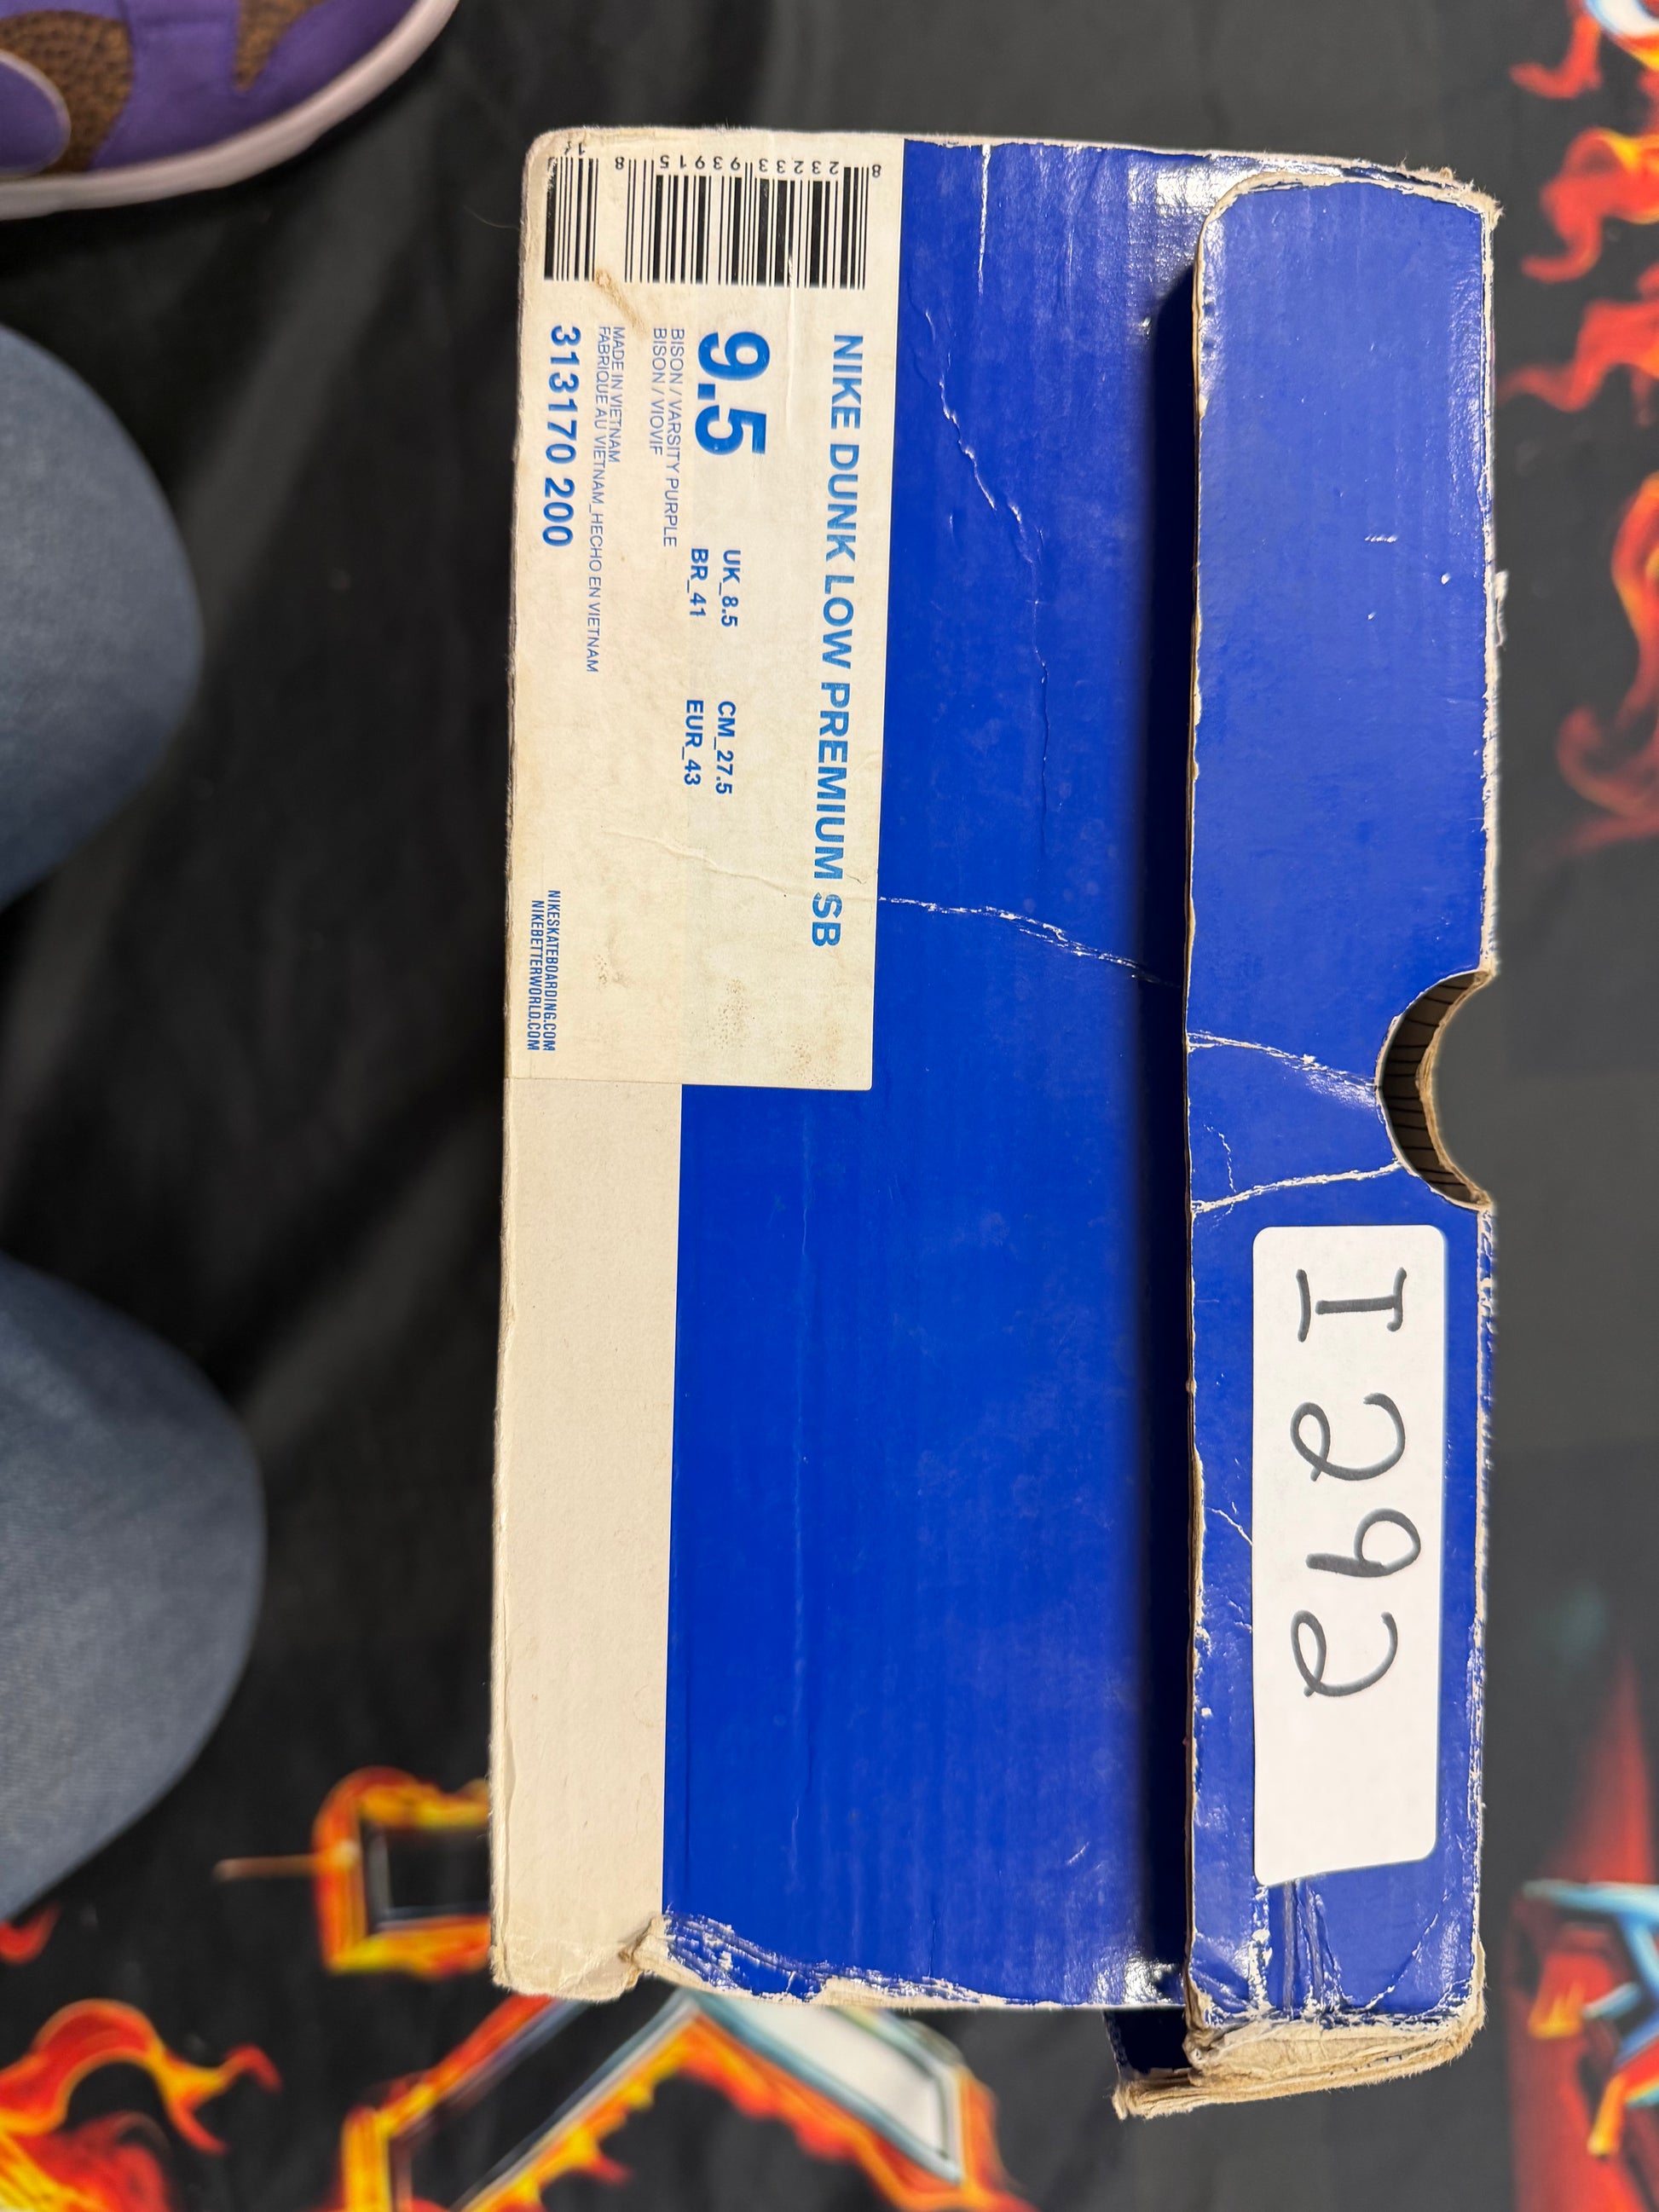 I292
NIKE DUNK LOW PREMIUM SB
9.5
UK_8.5 CM_27.5
BR_41 EUR_43
BISON / VARSITY PURPLE
BISON / VIOVIF
MADE IN VIETNAM
FABRIQUE AU VIETNAM_HECHO EN VIETNAM
313170 200
NIKESKATEBOARDING.COM
NIKEBETTERWORLD.COM
8 23233 93915 8